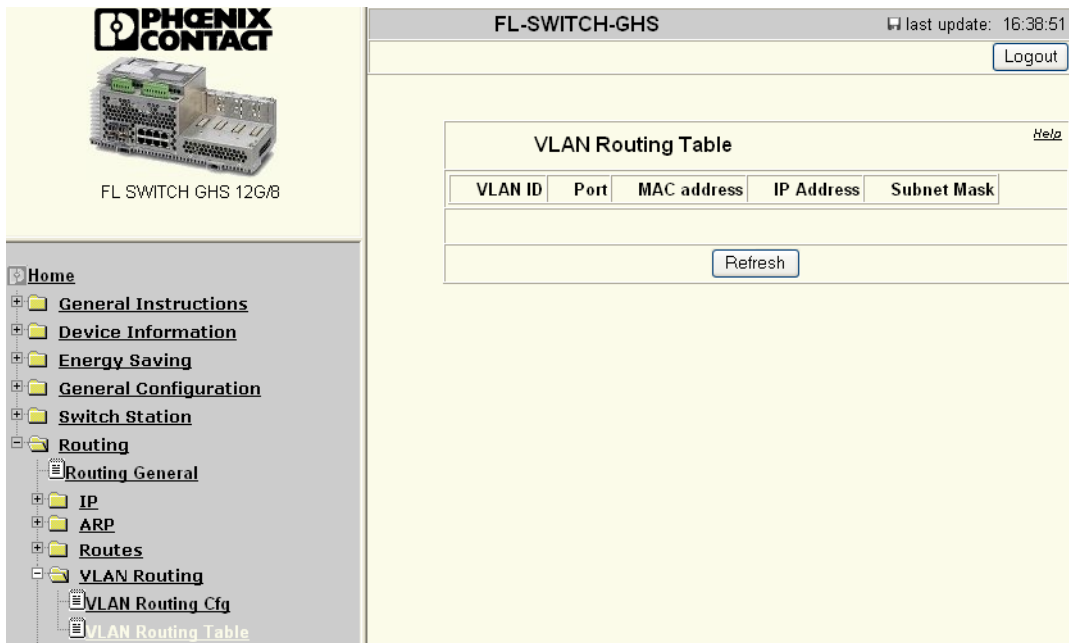 PHŒNIX
CONTACT
FL SWITCH GHS 12G/8
Home
General Instructions
Device Information
Energy Saving
General Configuration
Switch Station
Routing
Routing General
IP
ARP
Routes
VLAN Routing
VLAN Routing Cfg
VLAN Routing Table
FL-SWITCH-GHS last update: 16:38:51
Logout
VLAN Routing Table Help
VLAN ID Port MAC address IP Address Subnet Mask
Refresh